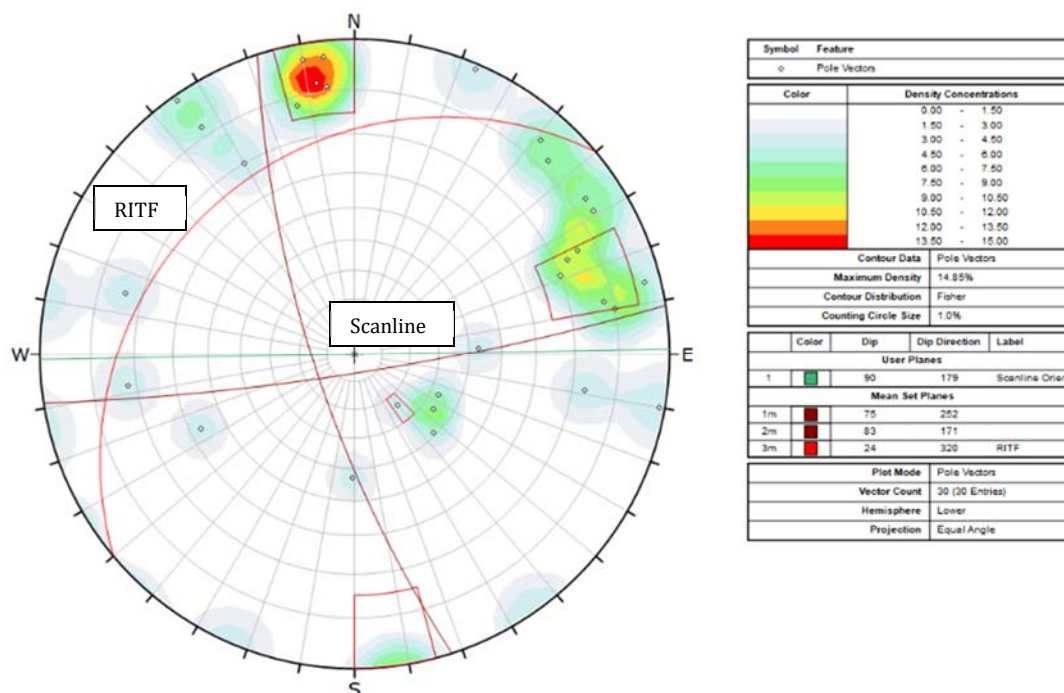 N
Symbol Feature
Pole Vectors
Color Density Concentrations
0.00 - 1.50
1.50 - 3.00
3.00 - 4.50
4.50 - 6.00
6.00 - 7.50
7.50 - 9.00
9.00 - 10.50
10.50 - 12.00
12.00 - 13.50
13.50 - 15.00
Contour Data Pole Vectors
Maximum Density 14.85%
Contour Distribution Fisher
Counting Circle Size 1.0%
RITF
Scanline
W
E
Color Dip Dip Direction Label
User Planes
1 90 179 Scanline Orien
Mean Set Planes
1m 75 252
2m 83 171
3m 24 320 RITF
Plot Mode Pole Vectors
Vector Count 30 (30 Entries)
Hemisphere Lower
Projection Equal Angle
S